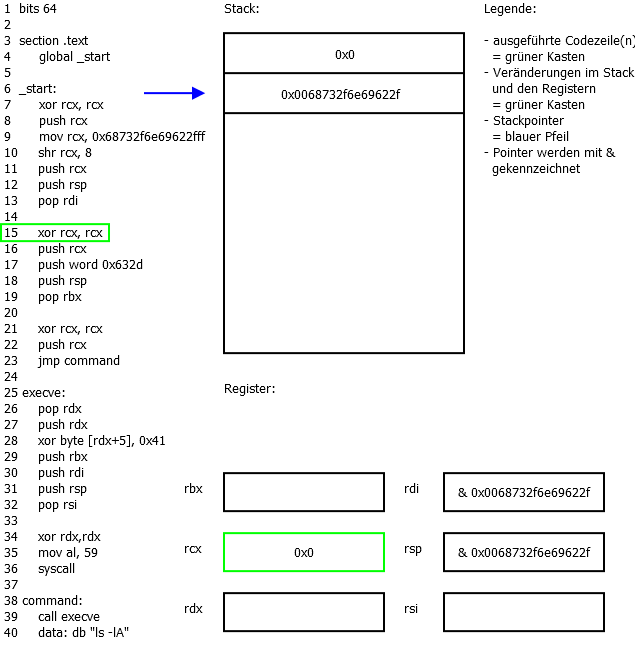 1 bits 64
2
3 section .text
4 global _start
5
6 _start:
7 xor rcx, rcx
8 push rcx
9 mov rcx, 0x68732f6e69622fff
10 shr rcx, 8
11 push rcx
12 push rsp
13 pop rdi
14
15 xor rcx, rcx
16 push rcx
17 push word 0x632d
18 push rsp
19 pop rbx
20
21 xor rcx, rcx
22 push rcx
23 jmp command
24
25 execve:
26 pop rdx
27 push rdx
28 xor byte [rdx+5], 0x41
29 push rbx
30 push rdi
31 push rsp
32 pop rsi
33
34 xor rdx,rdx
35 mov al, 59
36 syscall
37
38 command:
39 call execve
40 data: db "ls -lA"
Stack:
0x0
0x0068732f6e69622f
Legende:
- ausgeführte Codezeile(n)
= grüner Kasten
- Veränderungen im Stack
und den Registern
= grüner Kasten
- Stackpointer
= blauer Pfeil
- Pointer werden mit &
gekennzeichnet
Register:
rbx
rdi & 0x0068732f6e69622f
rcx 0x0
rsp & 0x0068732f6e69622f
rdx
rsi